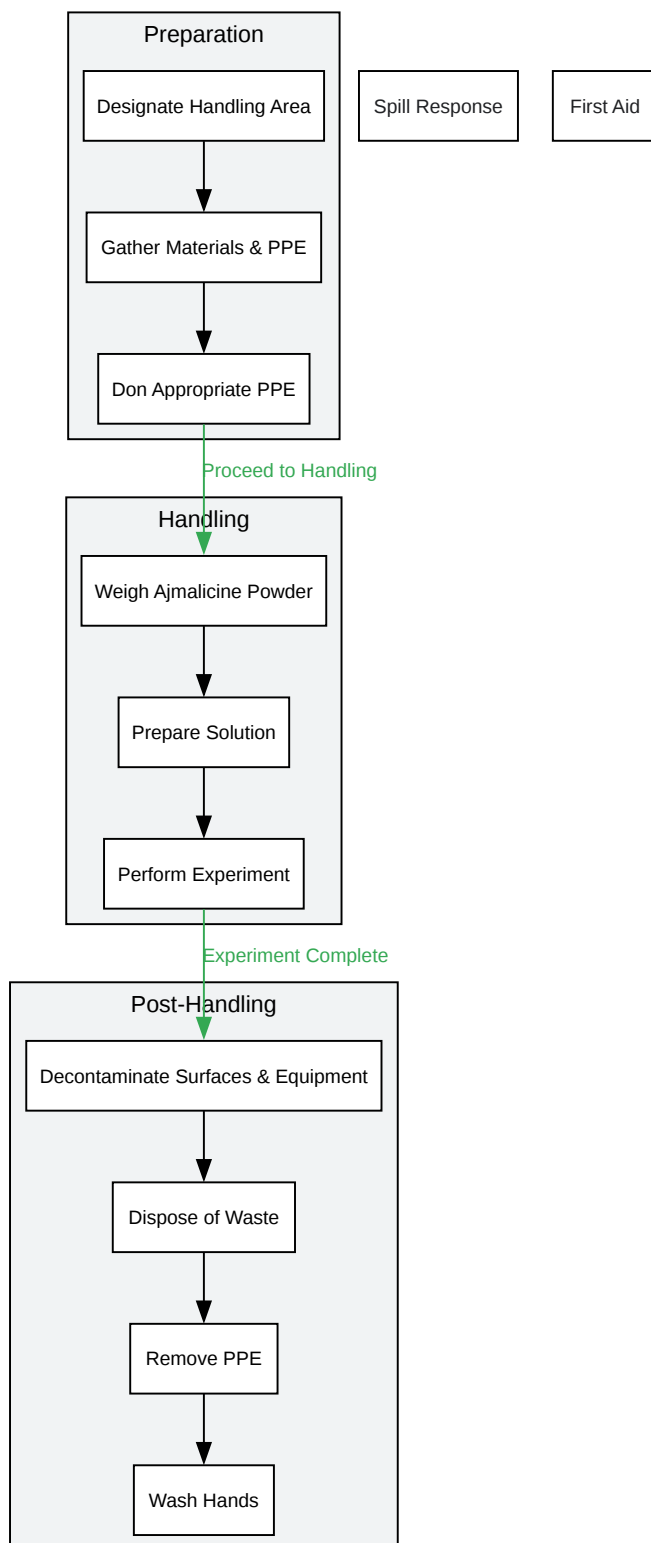 Preparation
Designate Handling Area
Spill Response
First Aid
Gather Materials & PPE
Don Appropriate PPE
Proceed to Handling
Handling
Weigh Ajmalicine Powder
Prepare Solution
Perform Experiment
Experiment Complete
Post-Handling
Decontaminate Surfaces & Equipment
Dispose of Waste
Remove PPE
Wash Hands